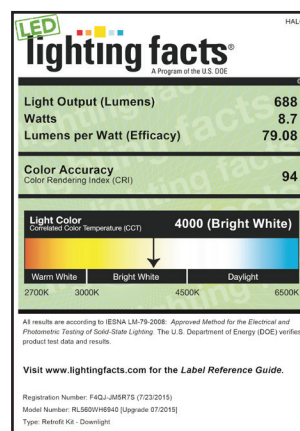 HAL
LED
lighting facts®
A Program of the U.S. DOE
Light Output (Lumens) 688
Watts 8.7
Lumens per Watt (Efficacy) 79.08
Color Accuracy
Color Rendering Index (CRI) 94
Light Color
Correlated Color Temperature (CCT) 4000 (Bright White)
Warm White Bright White Daylight
2700K 3000K 4500K 6500K
All results are according to IESNA LM-79-2008: Approved Method for the Electrical and
Photometric Testing of Solid-State Lighting. The U.S. Department of Energy (DOE) verifies
product test data and results.
Visit www.lightingfacts.com for the Label Reference Guide.
Registration Number: F4QJ-JM5R7S (7/23/2015)
Model Number: RL560WH6940 [Upgrade 07/2015]
Type: Retrofit Kit - Downlight